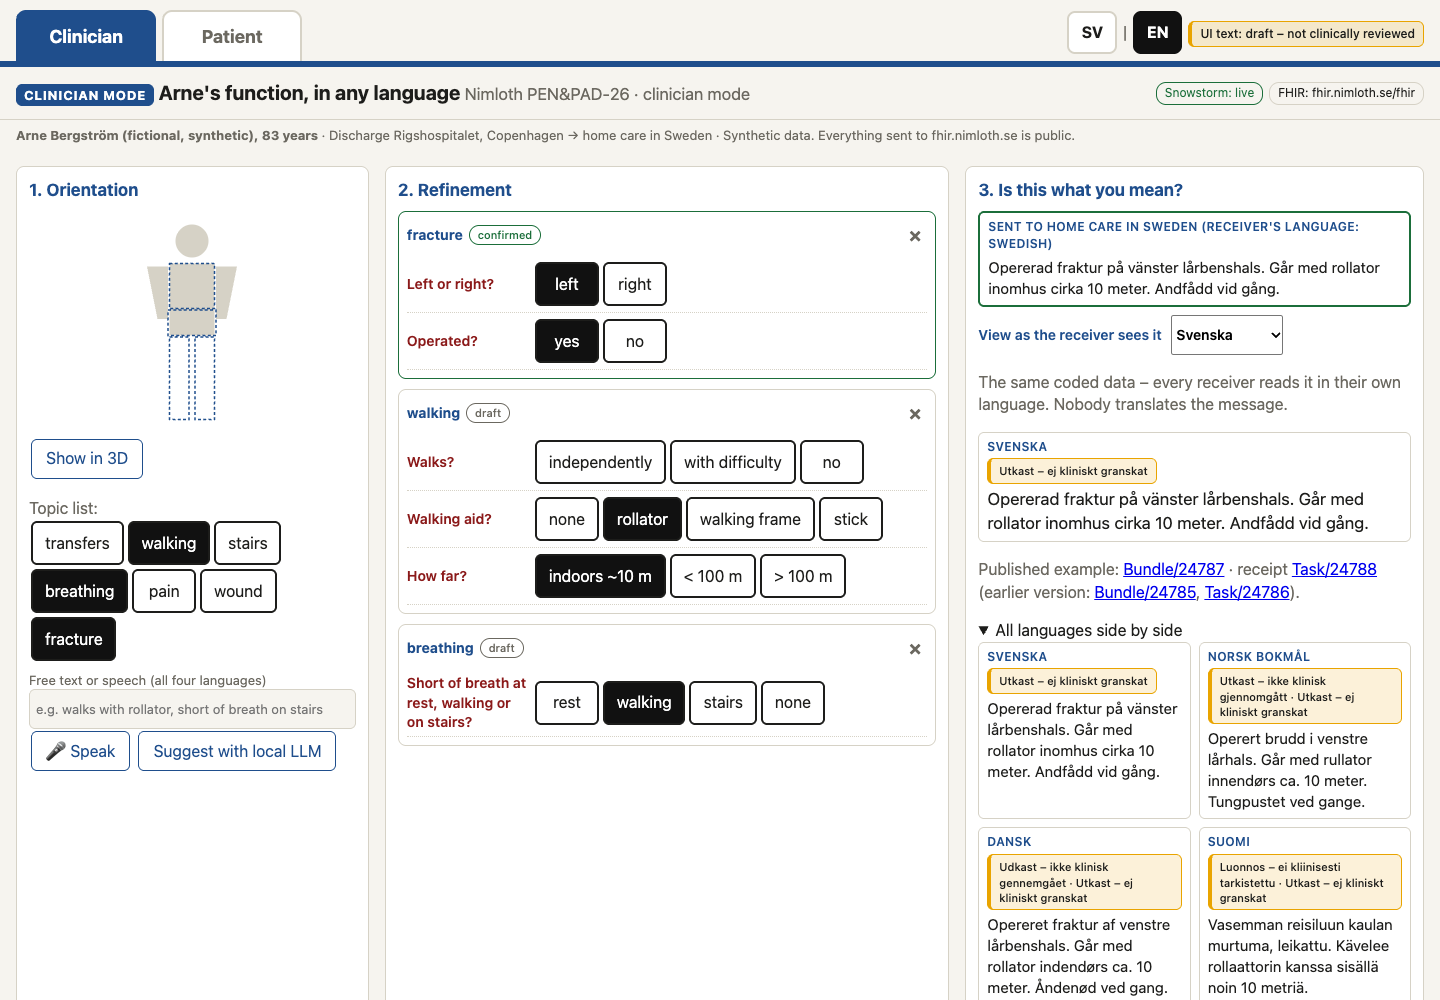 Clinician
Patient
SV | EN
UI text: draft – not clinically reviewed
CLINICIAN MODE Arne's function, in any language Nimloth PEN&PAD-26 · clinician mode
Snowstorm: live
FHIR: fhir.nimloth.se/fhir
Arne Bergström (fictional, synthetic), 83 years · Discharge Rigshospitalet, Copenhagen → home care in Sweden · Synthetic data. Everything sent to fhir.nimloth.se is public.
1. Orientation
Show in 3D
Topic list:
transfers walking stairs
breathing pain wound
fracture
Free text or speech (all four languages)
e.g. walks with rollator, short of breath on stairs
🎤 Speak
Suggest with local LLM
2. Refinement
fracture confirmed ×
Left or right? left right
Operated? yes no
walking draft ×
Walks? independently with difficulty no
Walking aid? none rollator walking frame stick
How far? indoors ~10 m < 100 m > 100 m
breathing draft ×
Short of breath at
rest, walking or
on stairs?
rest walking stairs none
3. Is this what you mean?
SENT TO HOME CARE IN SWEDEN (RECEIVER'S LANGUAGE:
SWEDISH)
Opererad fraktur på vänster lårbenshals. Går med rollator
inomhus cirka 10 meter. Andfådd vid gång.
View as the receiver sees it Svenska
The same coded data – every receiver reads it in their own
language. Nobody translates the message.
SVENSKA
Utkast – ej kliniskt granskat
Opererad fraktur på vänster lårbenshals. Går med
rollator inomhus cirka 10 meter. Andfådd vid gång.
Published example: Bundle/24787 · receipt Task/24788
(earlier version: Bundle/24785, Task/24786).
▼ All languages side by side
SVENSKA
Utkast – ej kliniskt granskat
Opererad fraktur på vänster
lårbenshals. Går med
rollator inomhus cirka 10
meter. Andfådd vid gång.
NORSK BOKMÅL
Utkast – ikke klinisk
gjennomgått · Utkast – ej
kliniskt granskat
Operert brudd i venstre
lårhals. Går med rullator
innendørs ca. 10 meter.
Tungpustet ved gange.
DANSK
Udkast – ikke klinisk
gennemgået · Utkast – ej
kliniskt granskat
Opereret fraktur af venstre
lårbenshals. Går med
rollator indendørs ca. 10
meter. Åndenød ved gang.
SUOMI
Luonnos – ei kliinisesti
tarkistettu · Utkast – ej kliniskt
granskat
Vasemman reisiluun kaulan
murtuma, leikattu. Kävelee
rollaattorin kanssa sisällä
noin 10 metriä.